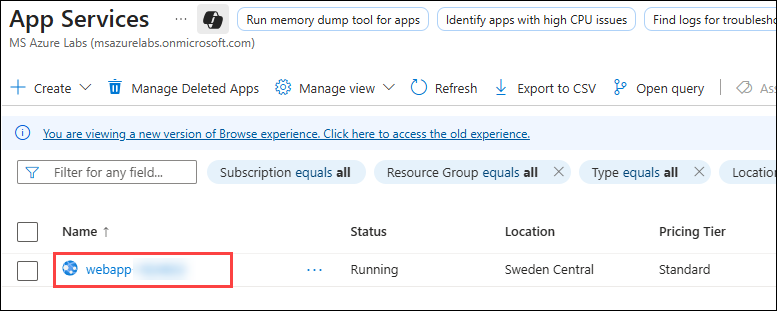 App Services ... Run memory dump tool for apps Identify apps with high CPU issues Find logs for troublesho
MS Azure Labs (msazurelabs.onmicrosoft.com)
+ Create Manage Deleted Apps Manage view Refresh Export to CSV Open query Ass
You are viewing a new version of Browse experience. Click here to access the old experience.
Filter for any field... Subscription equals all Resource Group equals all Type equals all Location
Name ↑ Status Location Pricing Tier
webapp ... Running Sweden Central Standard